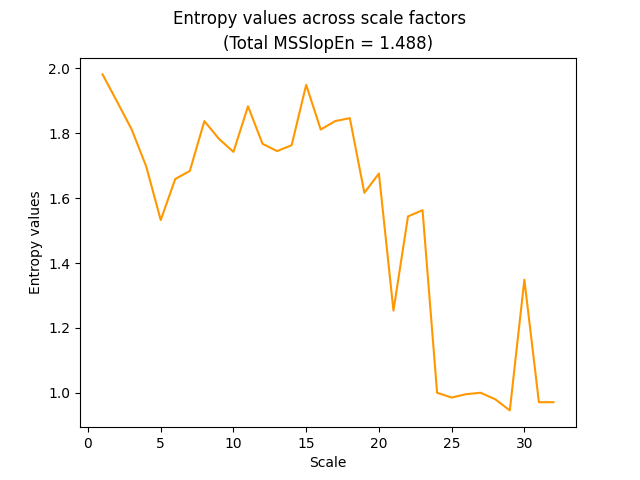 Entropy values across scale factors
(Total MSSlopEn = 1.488)
2.0
1.8
1.6
1.4
1.2
1.0
Entropy values
0 5 10 15 20 25 30
Scale